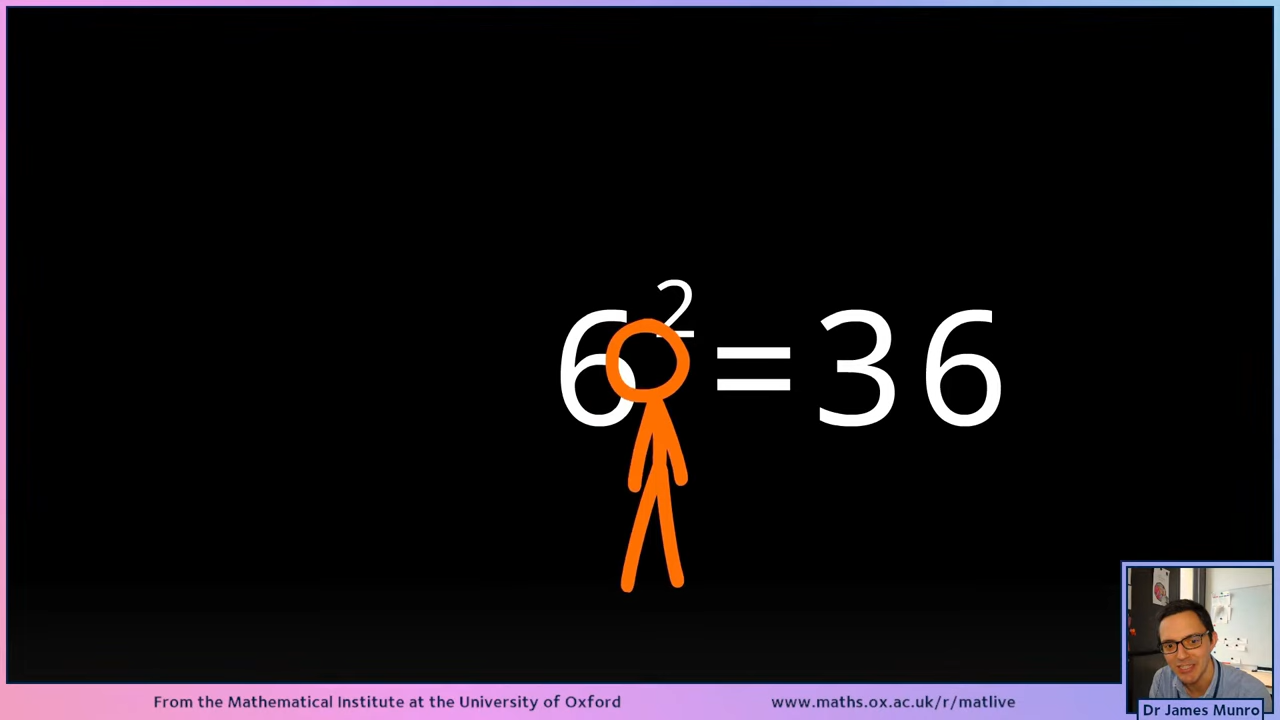 6² = 36
From the Mathematical Institute at the University of Oxford
www.maths.ox.ac.uk/r/matlive
Dr James Munro